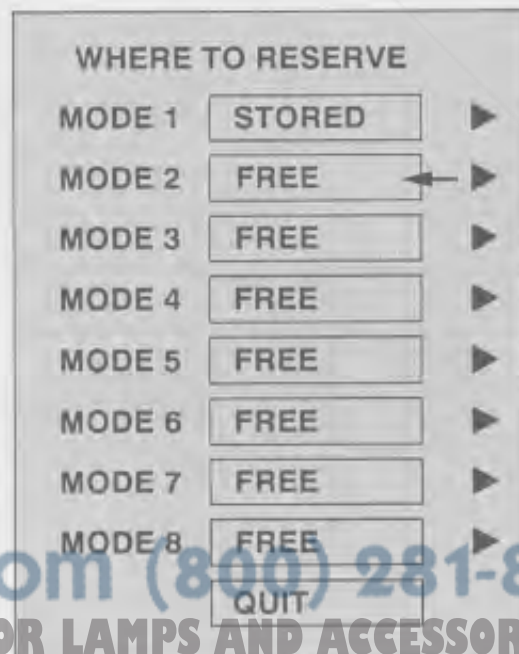 WHERE TO RESERVE
MODE 1 STORED
MODE 2 FREE
MODE 3 FREE
MODE 4 FREE
MODE 5 FREE
MODE 6 FREE
MODE 7 FREE
MODE 8 FREE
om (800) 281-8
QUIT
OR LAMPS AND ACCESSOR